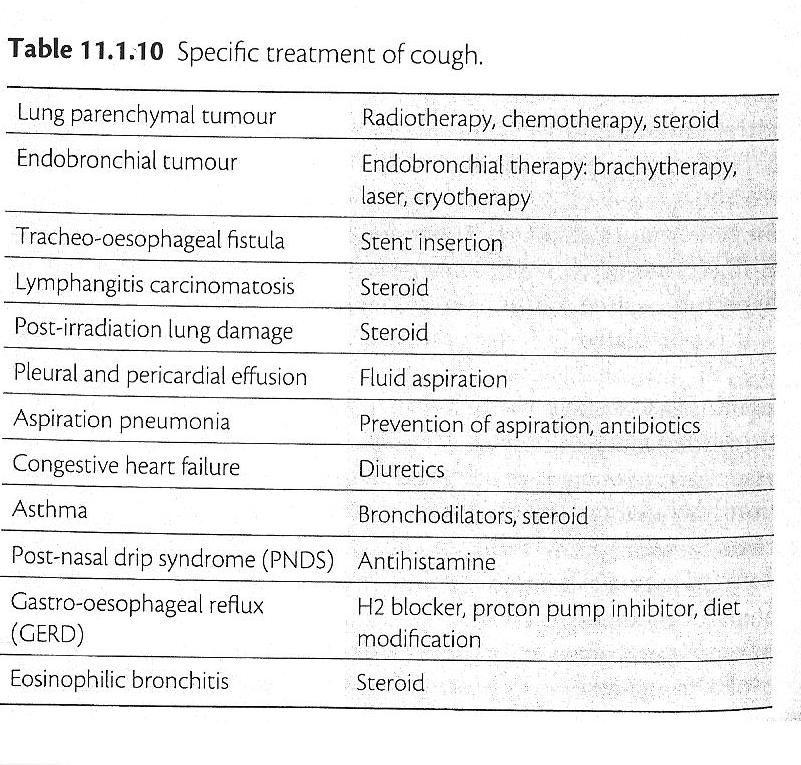 Table 11.1.10 Specific treatment of cough.
Lung parenchymal tumour Radiotherapy, chemotherapy, steroid
Endobronchial tumour Endobronchial therapy: brachytherapy,
laser, cryotherapy
Tracheo-oesophageal fistula Stent insertion
Lymphangitis carcinomatosis Steroid
Post-irradiation lung damage Steroid
Pleural and pericardial effusion Fluid aspiration
Aspiration pneumonia Prevention of aspiration, antibiotics
Congestive heart failure Diuretics
Asthma Bronchodilators, steroid
Post-nasal drip syndrome (PNDS) Antihistamine
Gastro-oesophageal reflux H2 blocker, proton pump inhibitor, diet
(GERD) modification
Eosinophilic bronchitis Steroid